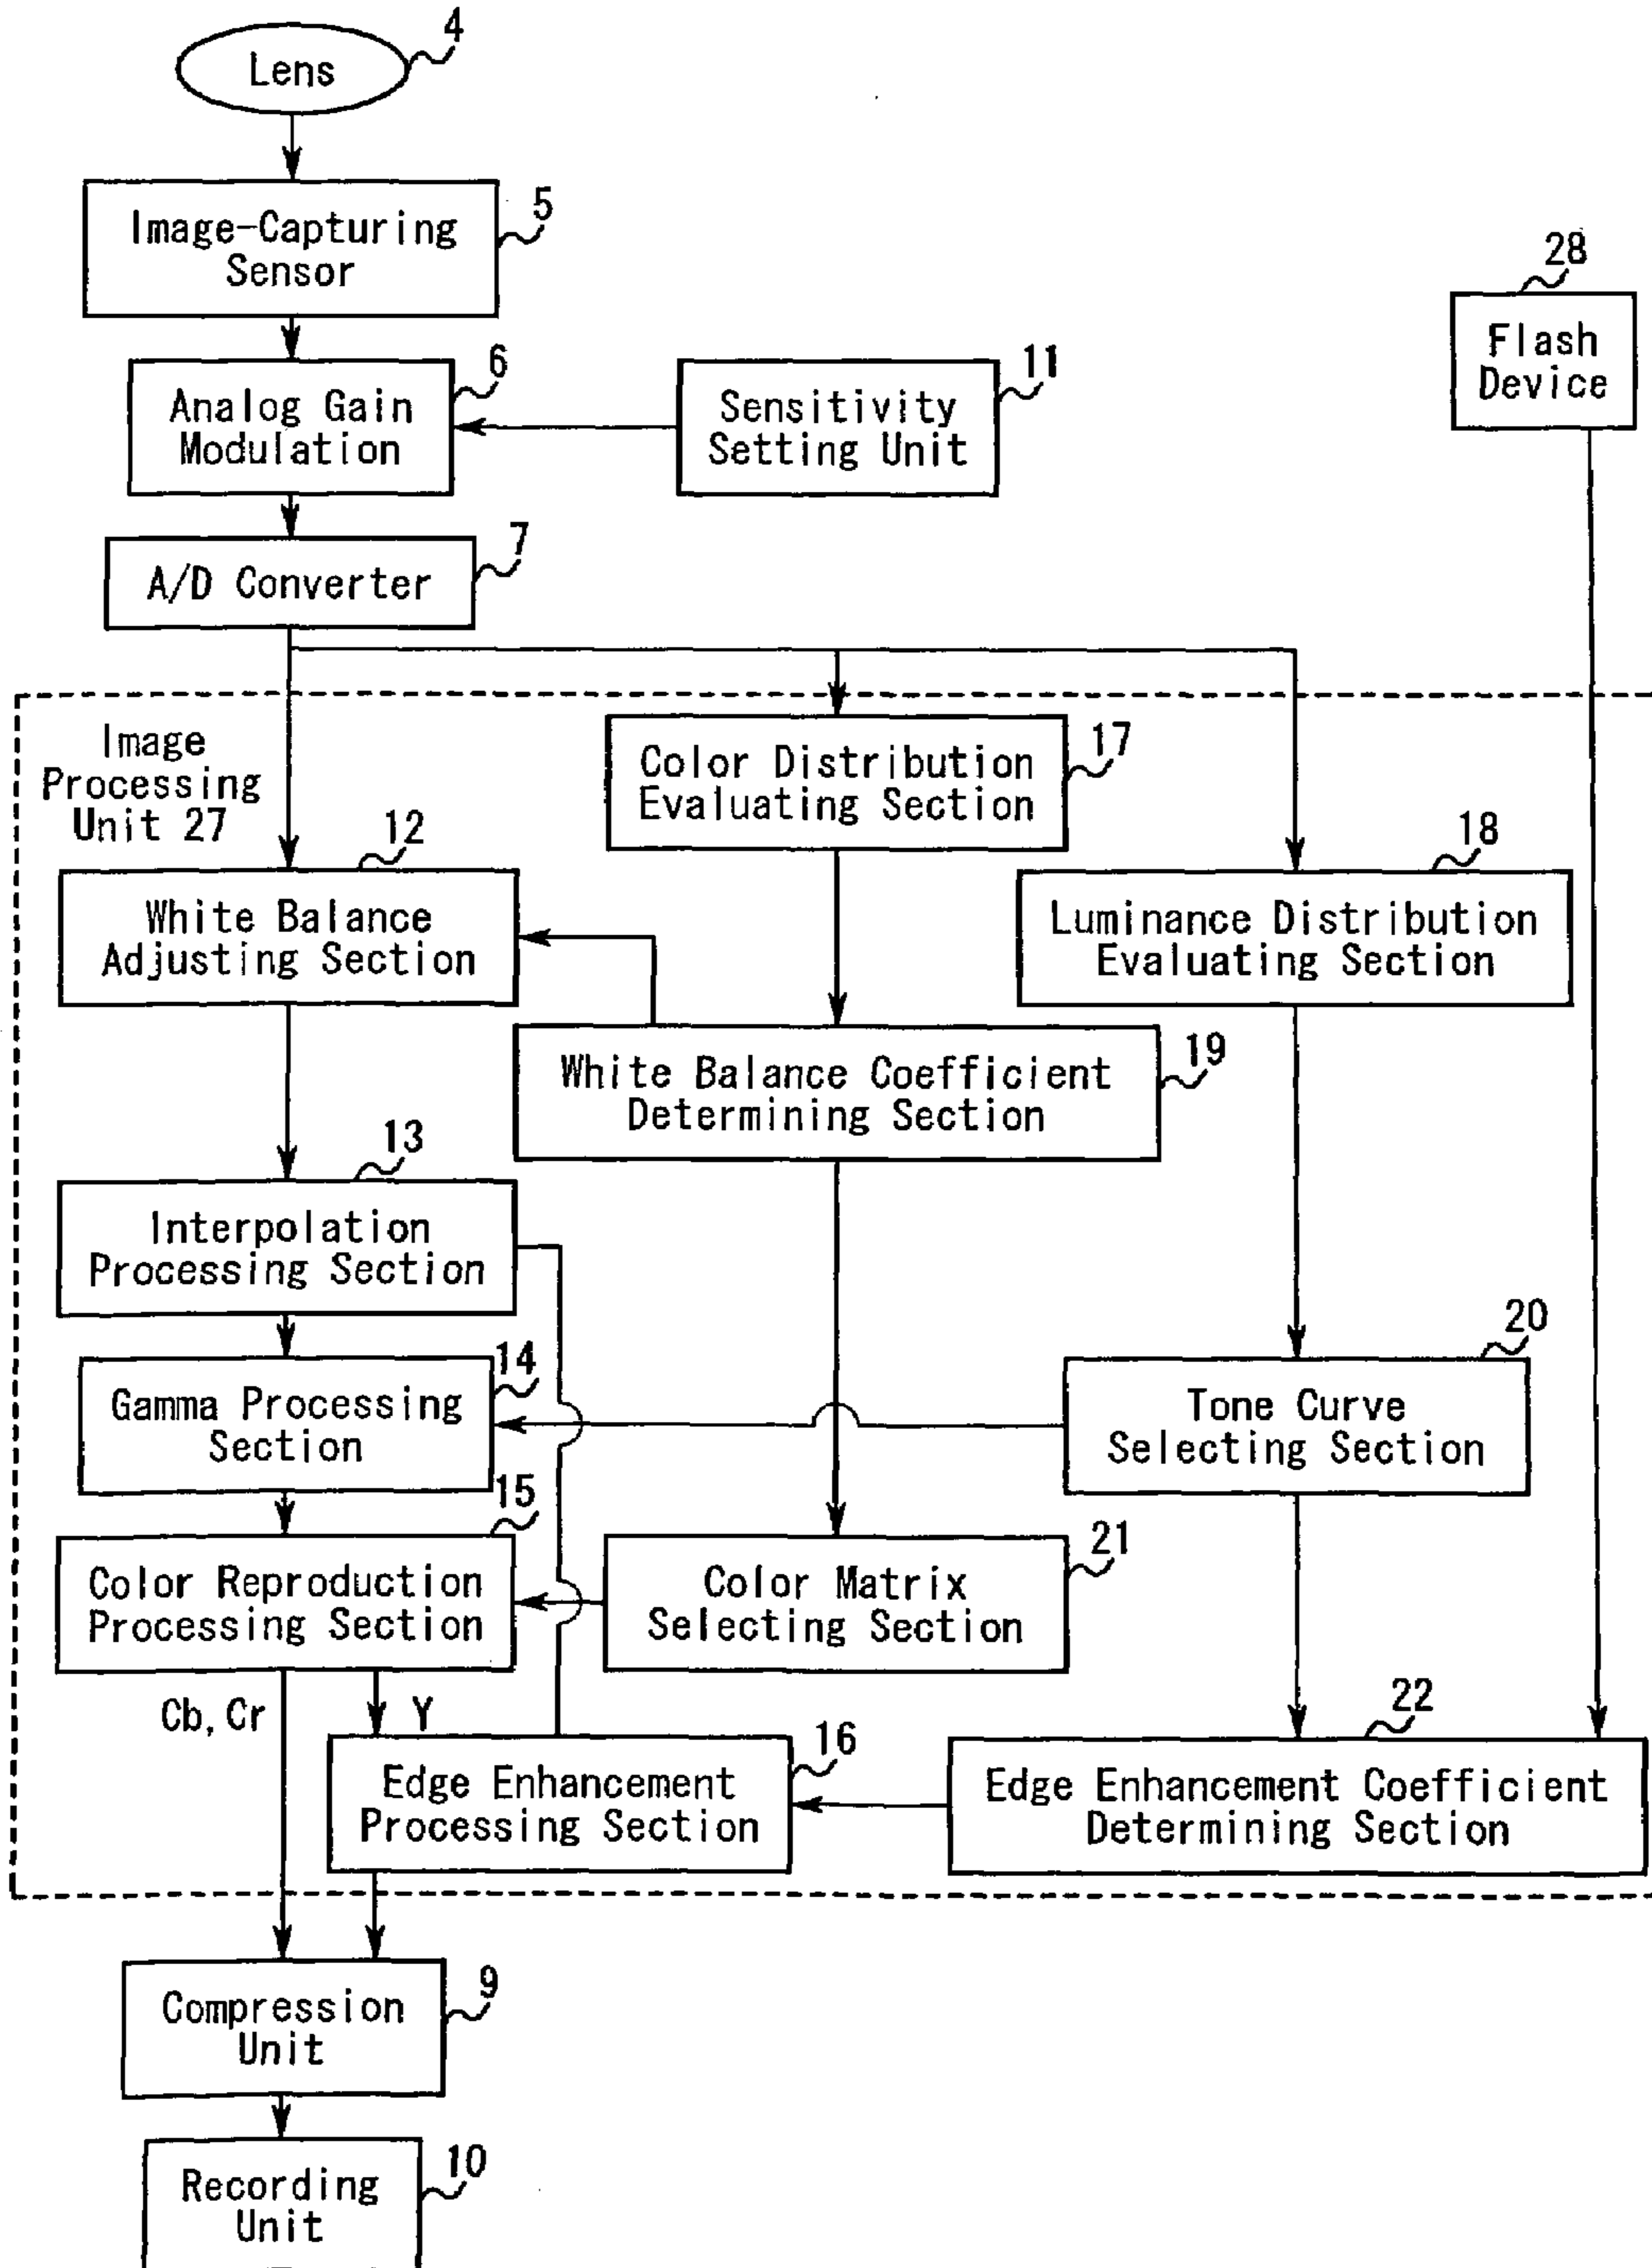 4
Lens
5
Image-Capturing
Sensor
28
Flash
Device
6
Analog Gain
Modulation
11
Sensitivity
Setting Unit
7
A/D Converter
Image
Processing
Unit 27
17
Color Distribution
Evaluating Section
12
White Balance
Adjusting Section
18
Luminance Distribution
Evaluating Section
19
White Balance Coefficient
Determining Section
13
Interpolation
Processing Section
14
Gamma Processing
Section
20
Tone Curve
Selecting Section
15
Color Reproduction
Processing Section
21
Color Matrix
Selecting Section
Cb, Cr
Y
16
Edge Enhancement
Processing Section
22
Edge Enhancement Coefficient
Determining Section
9
Compression
Unit
10
Recording
Unit